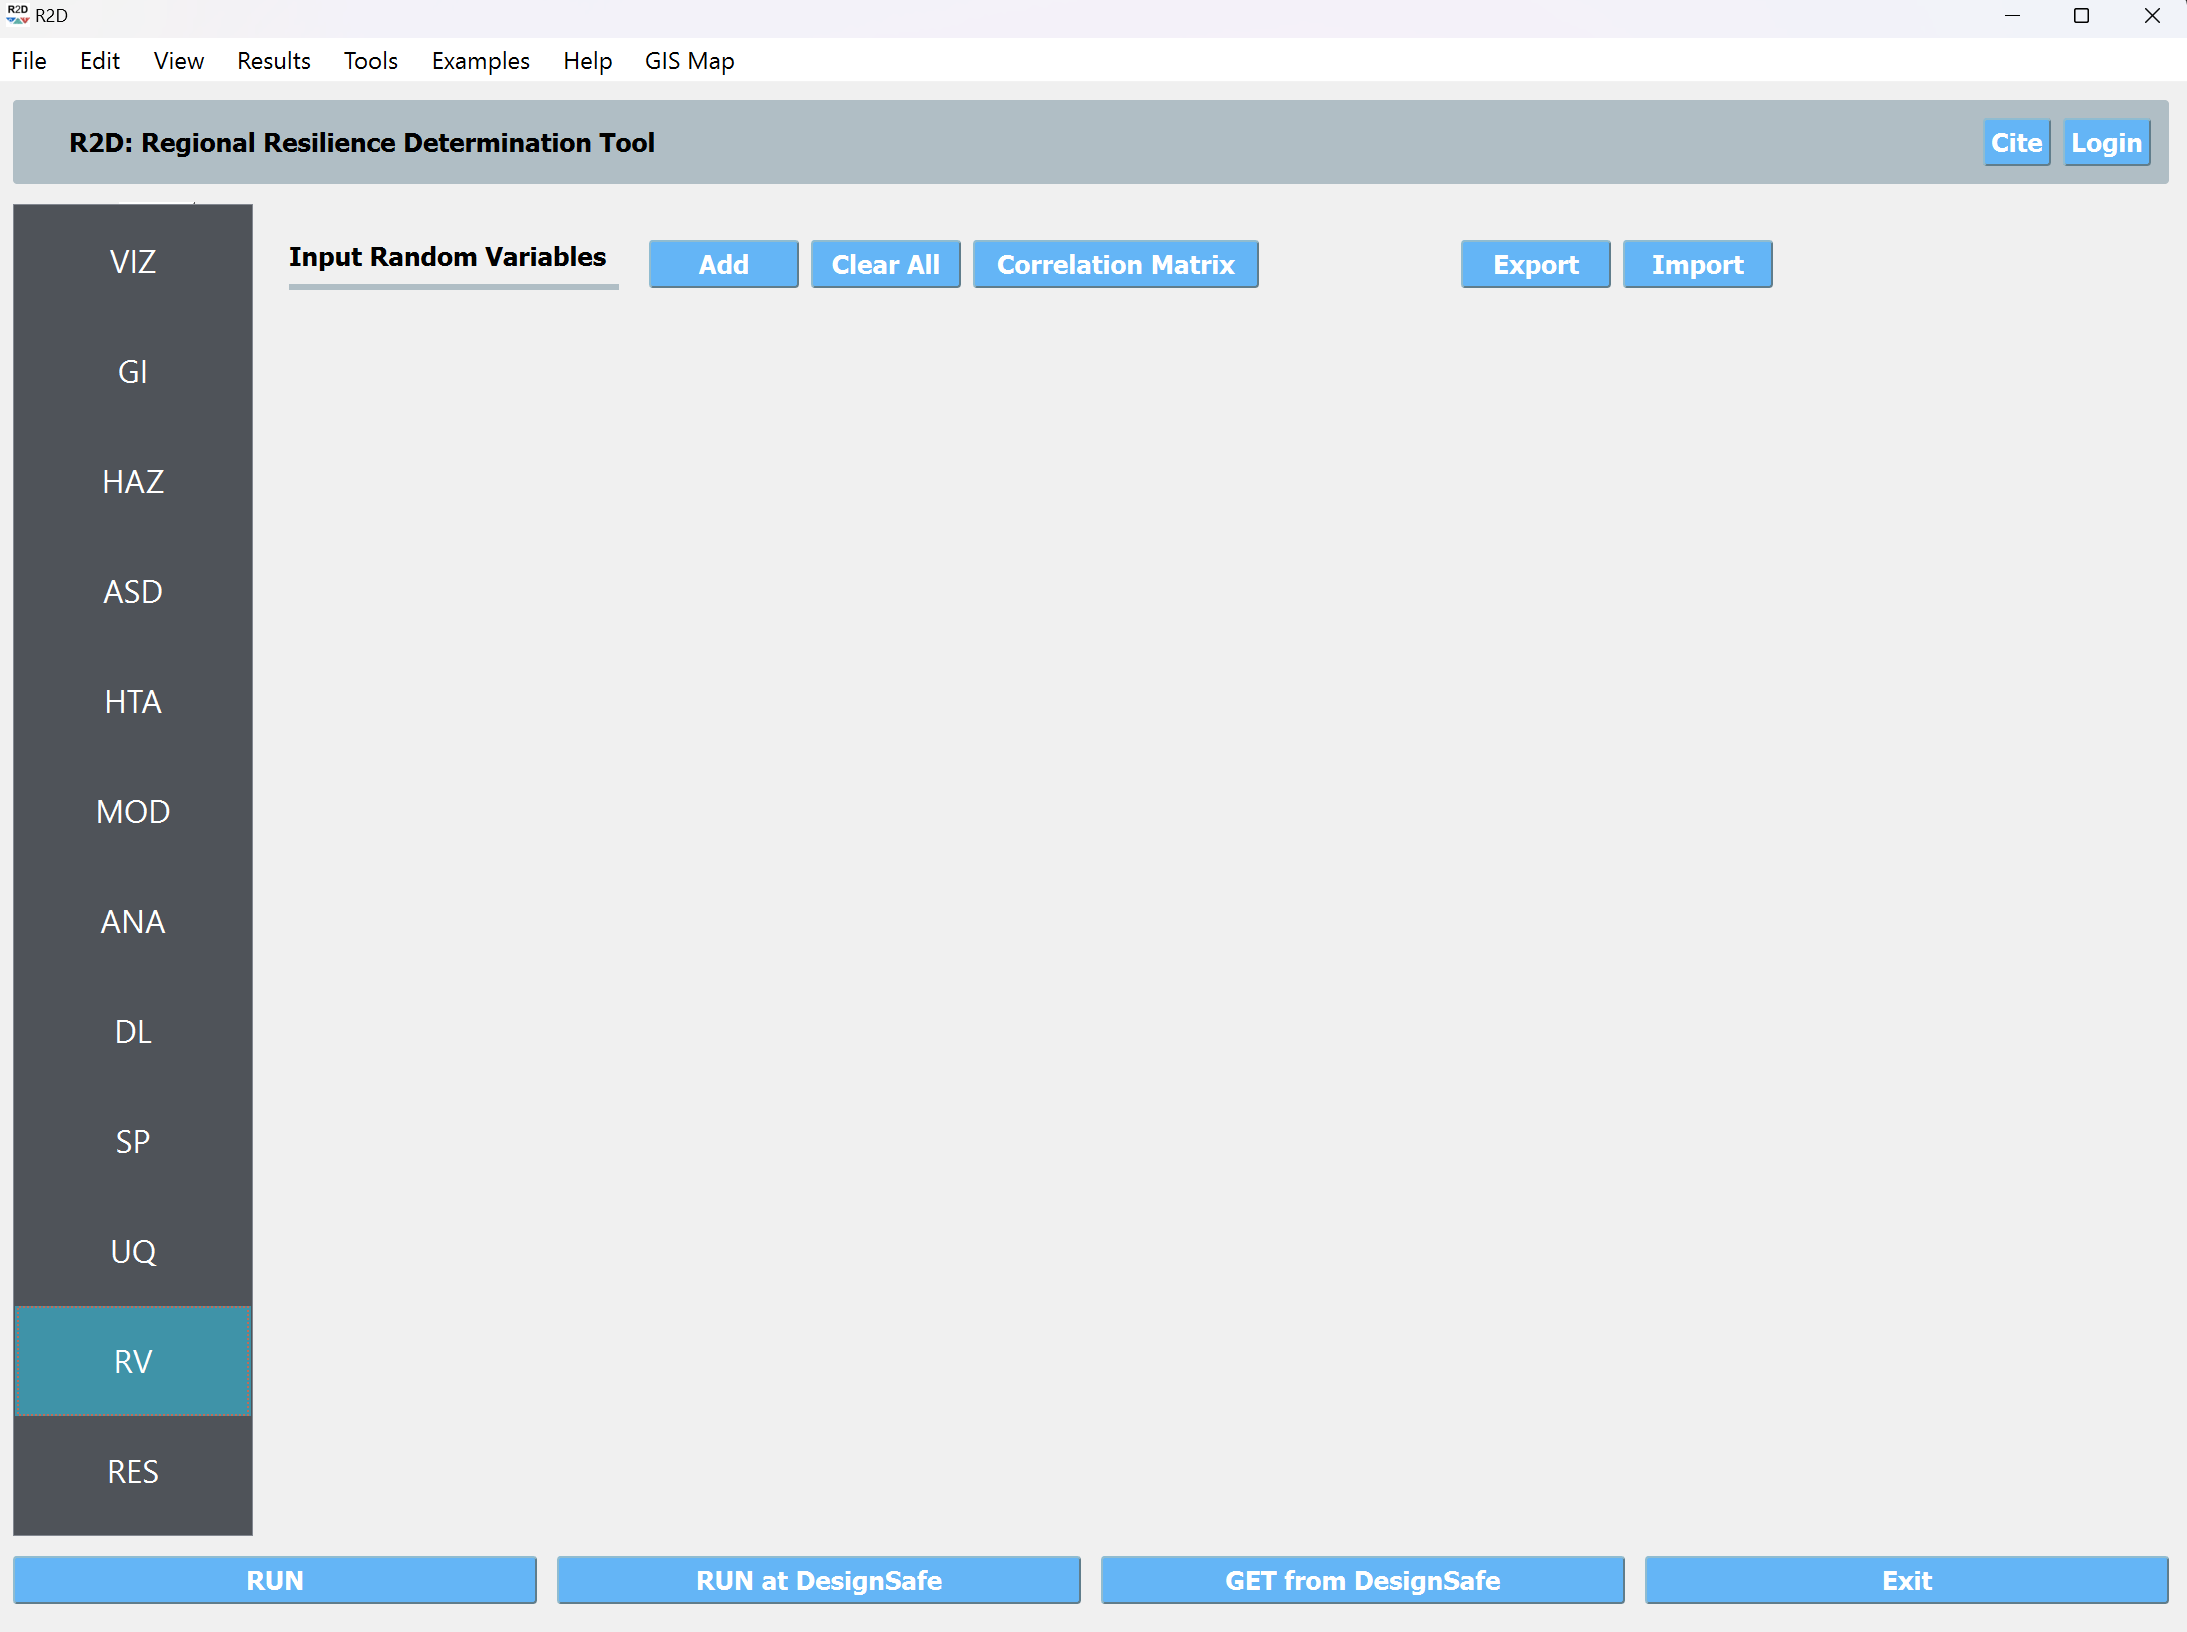 R2D R2D
File Edit View Results Tools Examples Help GIS Map
R2D: Regional Resilience Determination Tool Cite Login
Input Random Variables Add Clear All Correlation Matrix Export Import
VIZ
GI
HAZ
ASD
HTA
MOD
ANA
DL
SP
UQ
RV
RES
RUN RUN at DesignSafe GET from DesignSafe Exit